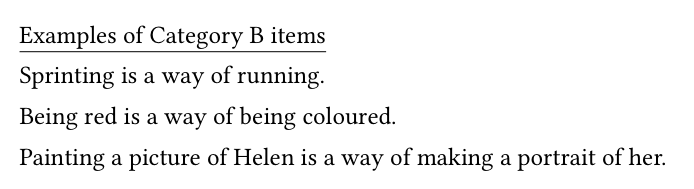 Examples of Category B items
Sprinting is a way of running.
Being red is a way of being coloured.
Painting a picture of Helen is a way of making a portrait of her.